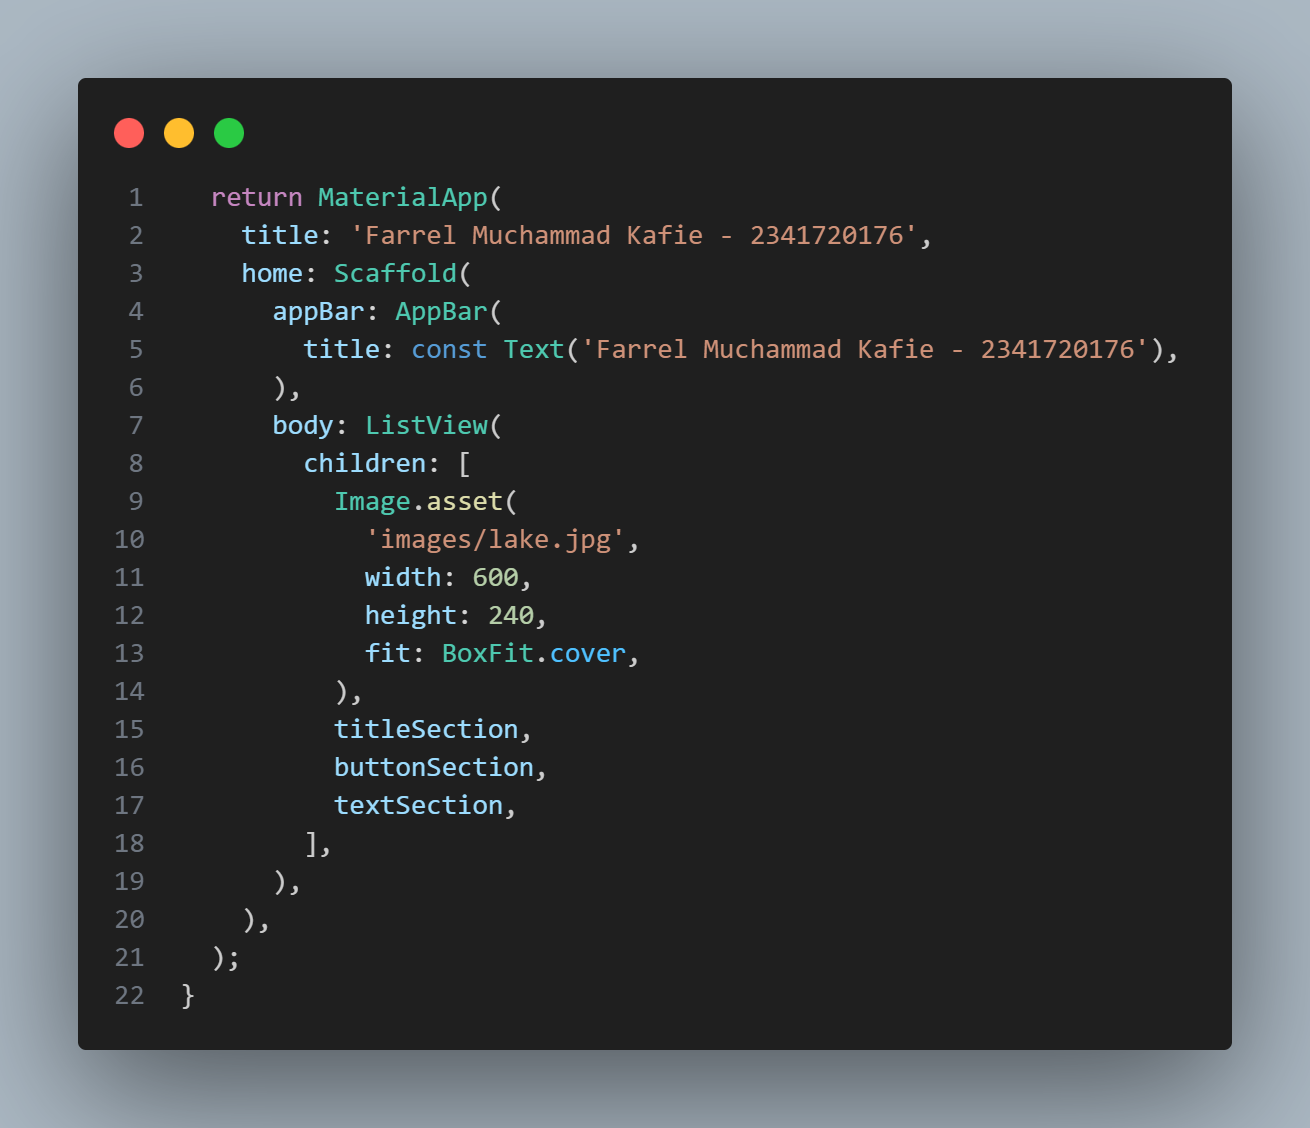 1 return MaterialApp(
2 title: 'Farrel Muchammad Kafie - 2341720176',
3 home: Scaffold(
4 appBar: AppBar(
5 title: const Text('Farrel Muchammad Kafie - 2341720176'),
6 ),
7 body: ListView(
8 children: [
9 Image.asset(
10 'images/lake.jpg',
11 width: 600,
12 height: 240,
13 fit: BoxFit.cover,
14 ),
15 titleSection,
16 buttonSection,
17 textSection,
18 ],
19 ),
20 ),
21 );
22 }